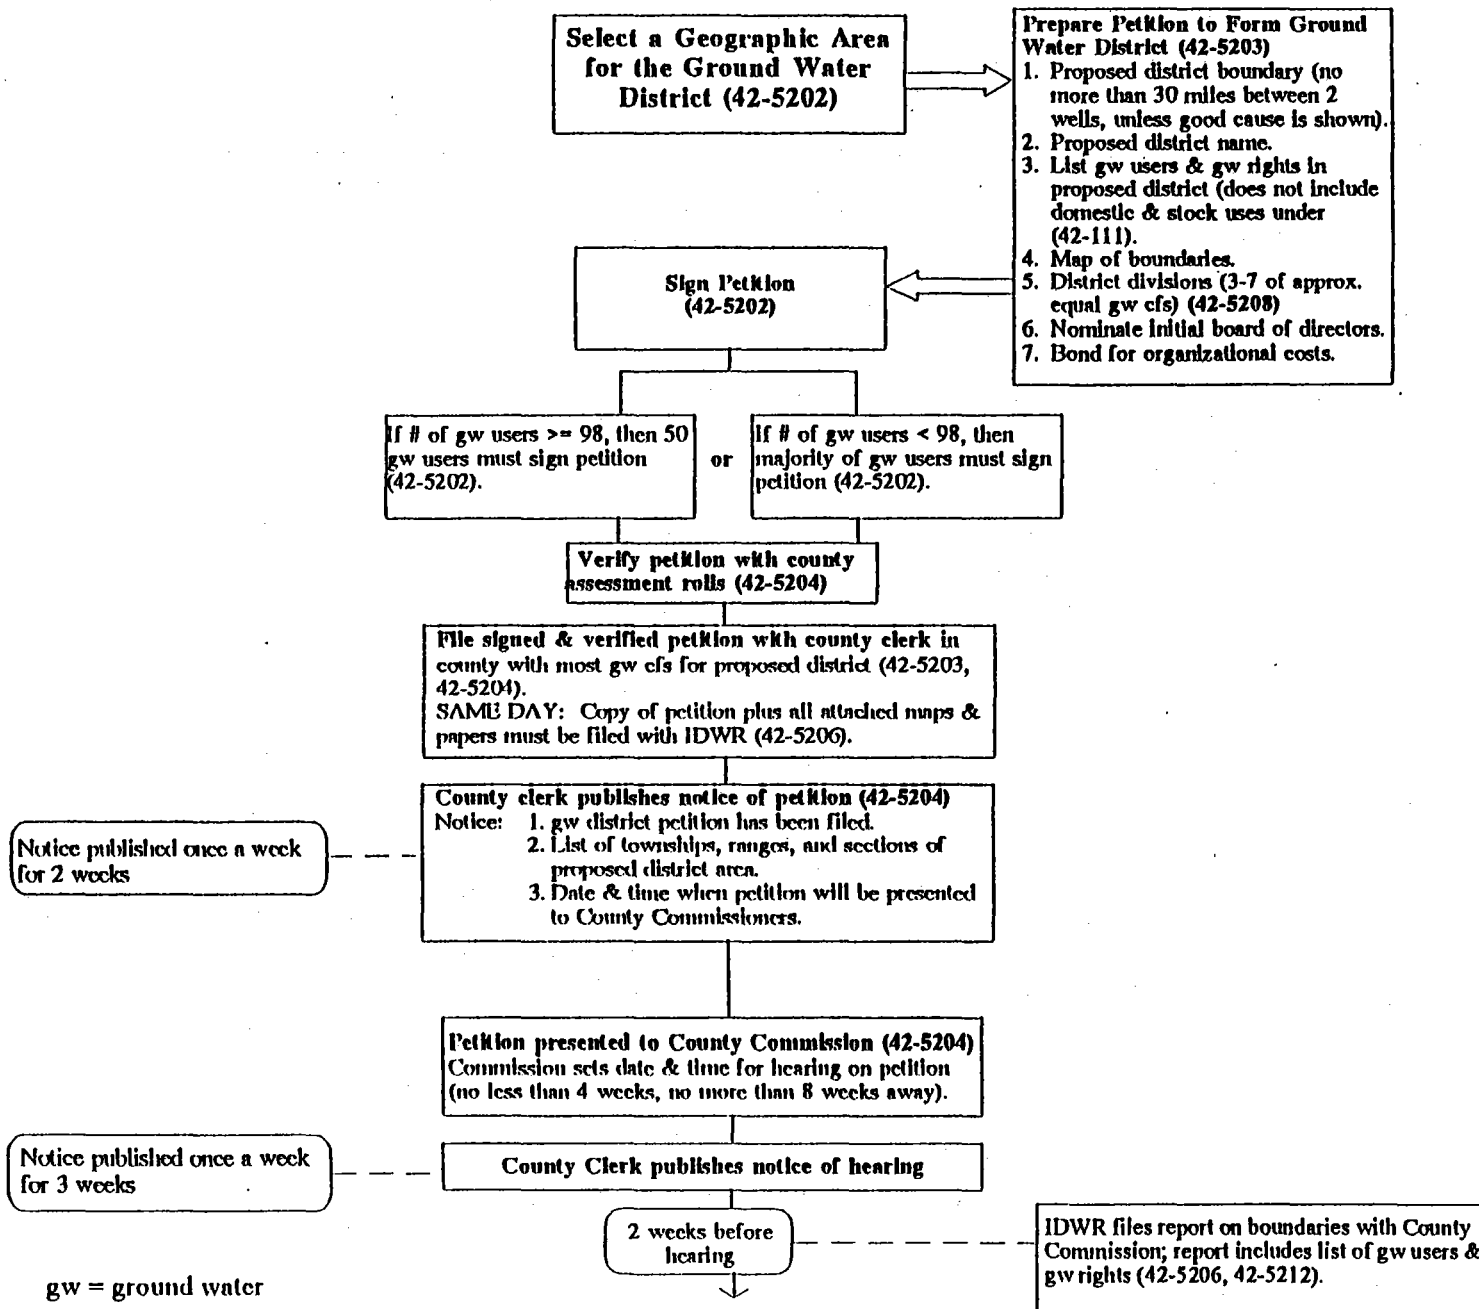 Select a Geographic Area
for the Ground Water
District (42-5202)
Prepare Petition to Form Ground
Water District (42-5203)
1. Proposed district boundary (no
more than 30 miles between 2
wells, unless good cause is shown).
2. Proposed district name.
3. List gw users & gw rights in
proposed district (does not include
domestic & stock uses under
(42-111).
4. Map of boundaries.
5. District divisions (3-7 of approx.
equal gw cfs) (42-5208)
6. Nominate initial board of directors.
7. Bond for organizational costs.
Sign Petition
(42-5202)
If # of gw users >= 98, then 50
gw users must sign petition
(42-5202).
or
If # of gw users < 98, then
majority of gw users must sign
petition (42-5202).
Verify petition with county
assessment rolls (42-5204)
File signed & verified petition with county clerk in
county with most gw cfs for proposed district (42-5203,
42-5204).
SAME DAY: Copy of petition plus all attached maps &
papers must be filed with IDWR (42-5206).
County clerk publishes notice of petition (42-5204)
Notice: 1. gw district petition has been filed.
2. List of townships, ranges, and sections of
proposed district area.
3. Date & time when petition will be presented
to County Commissioners.
Notice published once a week
for 2 weeks
Petition presented to County Commission (42-5204)
Commission sets date & time for hearing on petition
(no less than 4 weeks, no more than 8 weeks away).
Notice published once a week
for 3 weeks
County Clerk publishes notice of hearing
2 weeks before
hearing
IDWR files report on boundaries with County
Commission; report includes list of gw users &
gw rights (42-5206, 42-5212).
gw = ground water